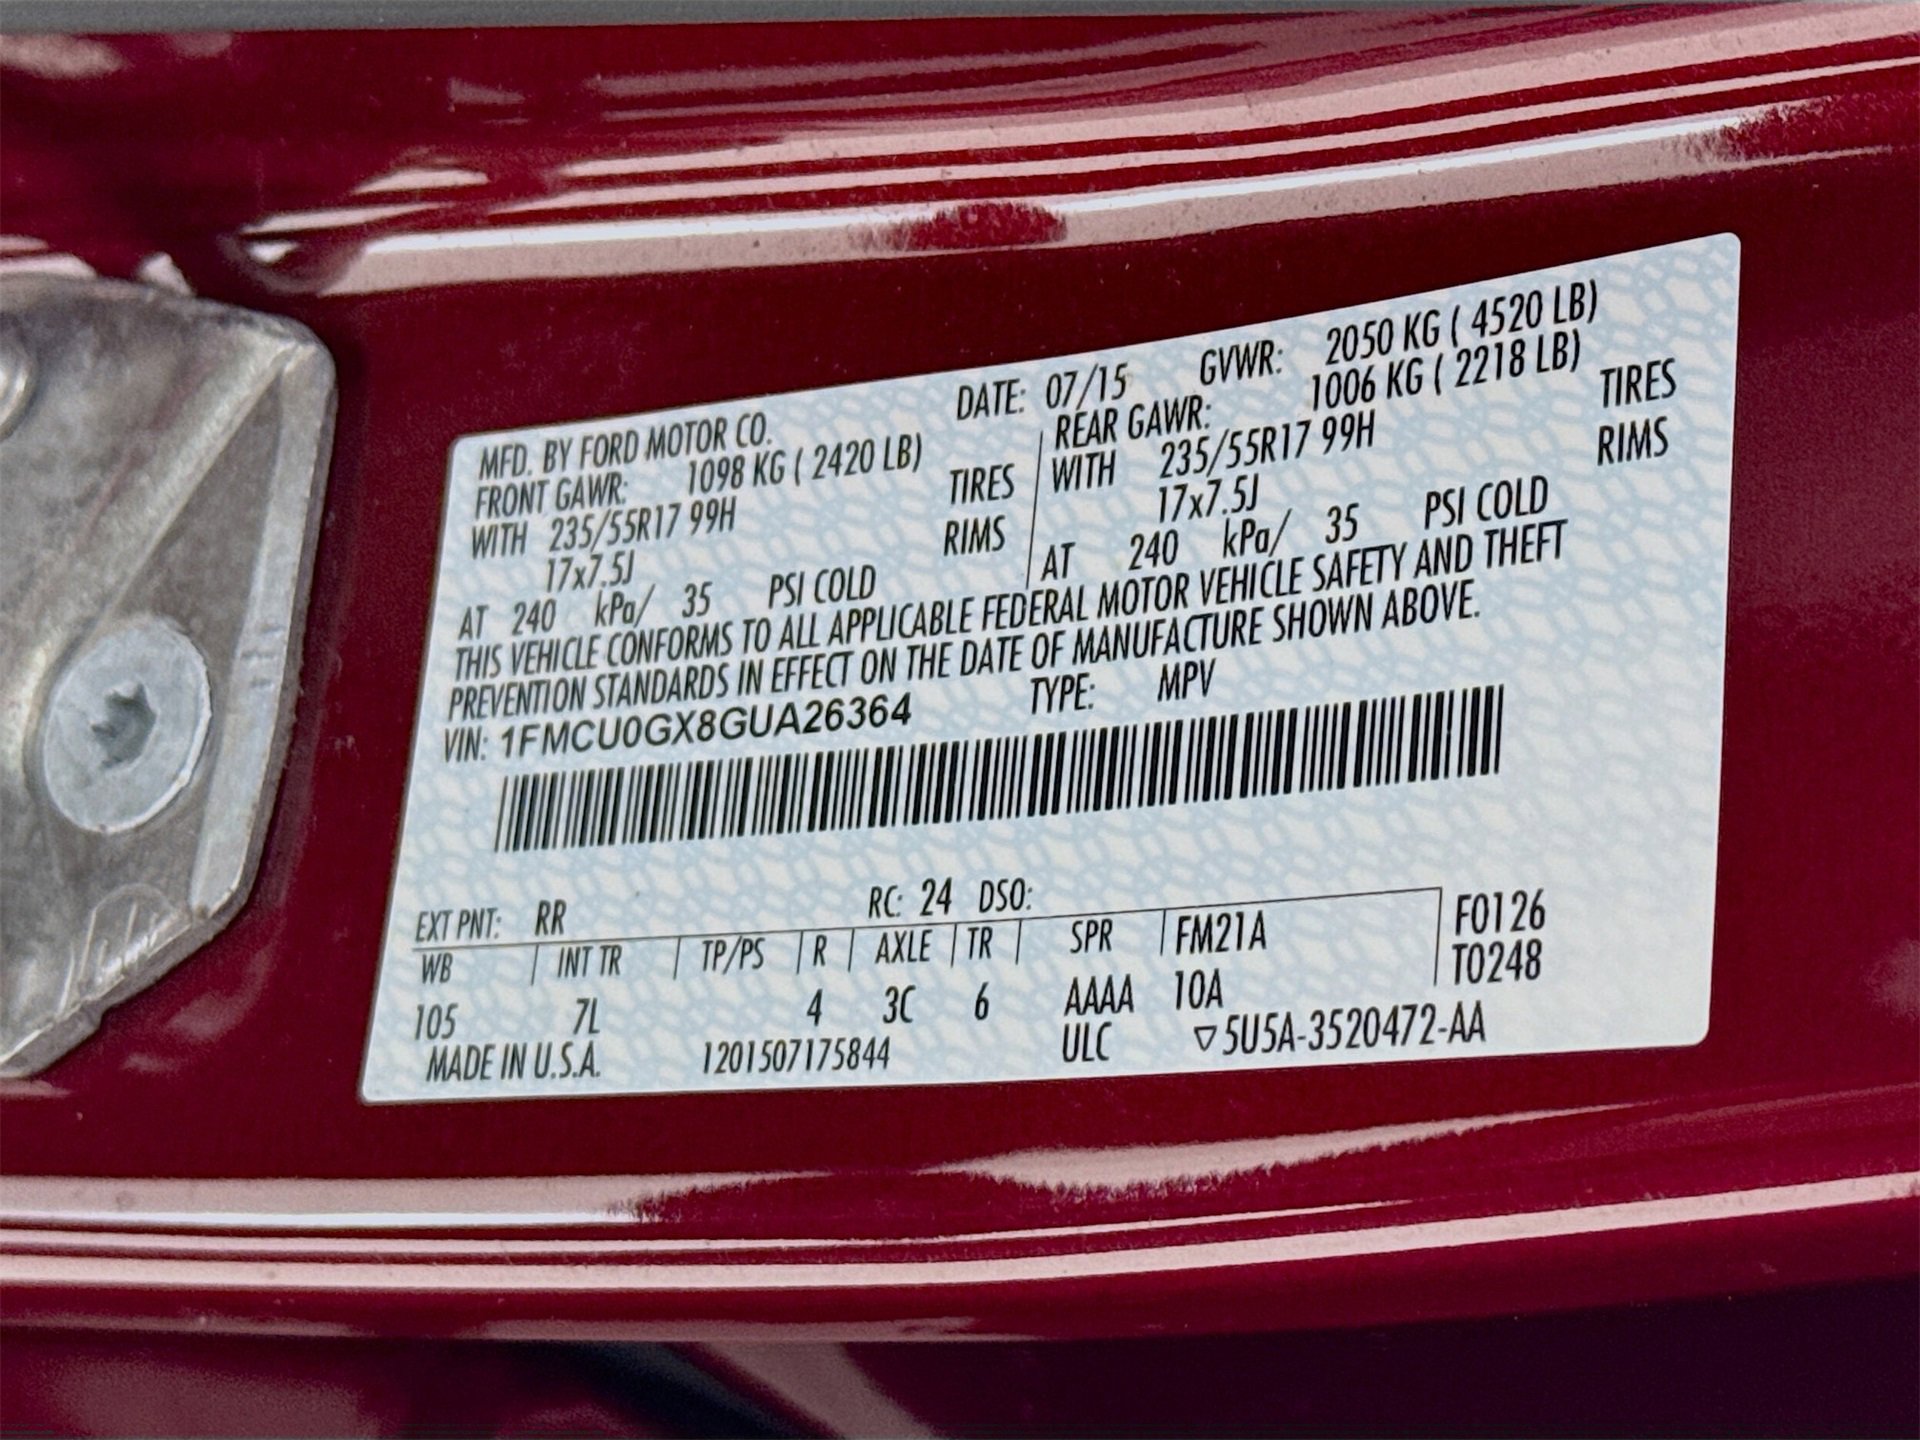 MFD. BY FORD MOTOR CO. DATE: 07/15 GVWR: 2050 KG ( 4520 LB)
FRONT GAWR: 1098 KG ( 2420 LB) REAR GAWR: 1006 KG ( 2218 LB)
WITH 235/55R17 99H TIRES WITH 235/55R17 99H TIRES
17x7.5J RIMS 17x7.5J RIMS
AT 240 kPa/ 35 PSI COLD AT 240 kPa/ 35 PSI COLD
THIS VEHICLE CONFORMS TO ALL APPLICABLE FEDERAL MOTOR VEHICLE SAFETY AND THEFT
PREVENTION STANDARDS IN EFFECT ON THE DATE OF MANUFACTURE SHOWN ABOVE.
VIN: 1FMCU0GX8GUA26364 TYPE: MPV
EXT PNT: RR RC: 24 DSO:
WB INT TR TP/PS R AXLE TR SPR FM21A F0126
105 7L 4 3C 6 AAAA 10A T0248
MADE IN U.S.A. 1201507175844 ULC ▽5U5A-3520472-AA